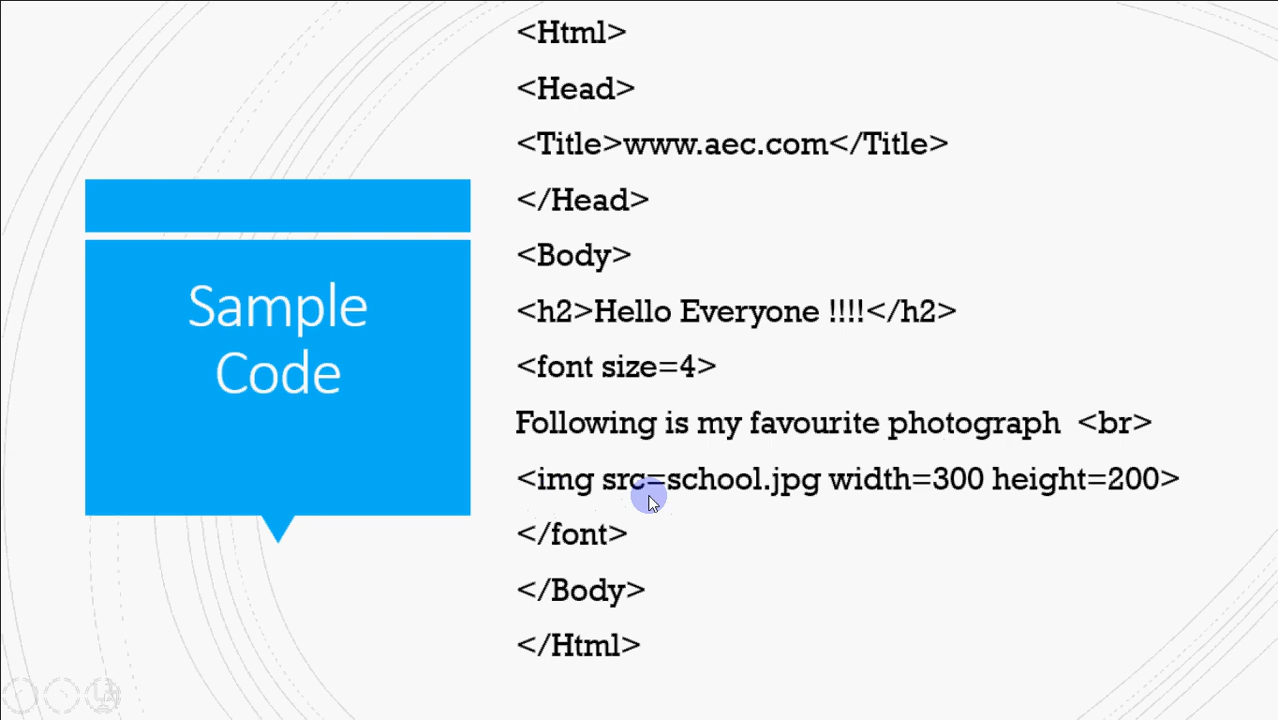 Sample
Code
<Html>
<Head>
<Title>www.aec.com</Title>
</Head>
<Body>
<h2>Hello Everyone !!!!</h2>
<font size=4>
Following is my favourite photograph  <br>
<img src=school.jpg width=300 height=200>
</font>
</Body>
</Html>